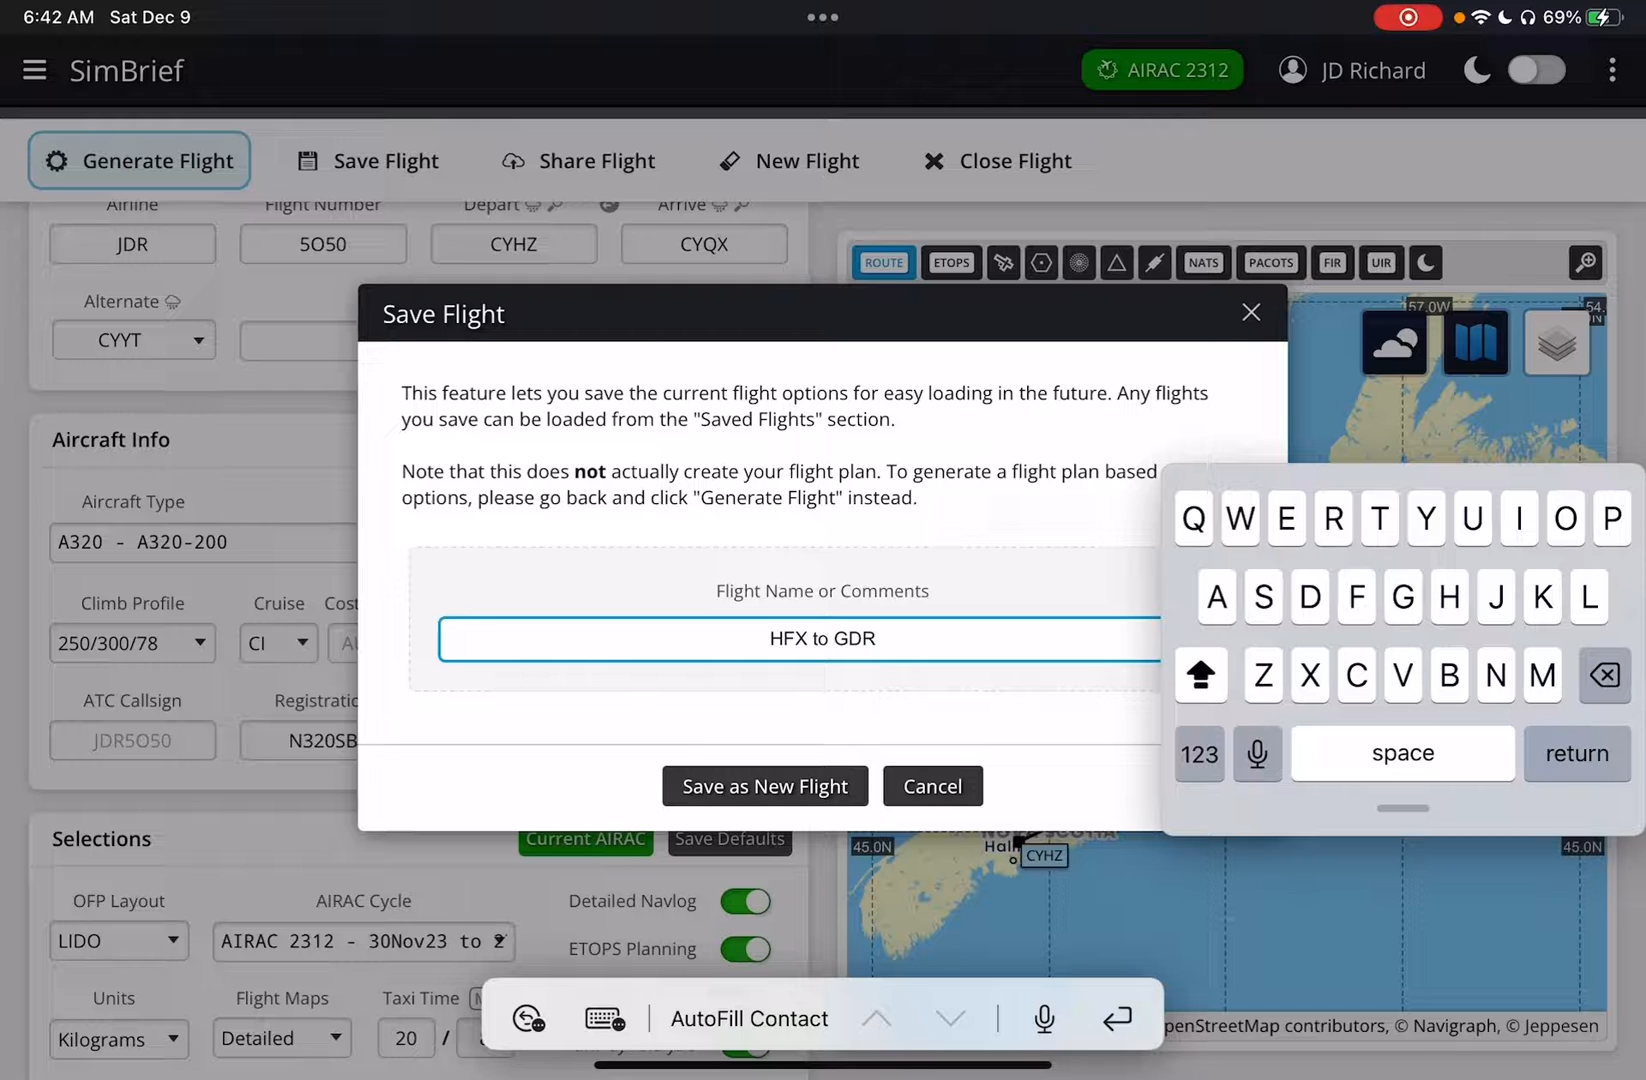 6:42 AM Sat Dec 9
69%
SimBrief
AIRAC 2312
JD Richard
Generate Flight
Save Flight
Share Flight
New Flight
Close Flight
Airline
Flight Number
Depart
Arrive
JDR
5O50
CYHZ
CYQX
ROUTE
ETOPS
NATS
PACOTS
FIR
UIR
Alternate
CYYT
Save Flight
57.0W
54.
This feature lets you save the current flight options for easy loading in the future. Any flights
you save can be loaded from the "Saved Flights" section.
Note that this does not actually create your flight plan. To generate a flight plan based
options, please go back and click "Generate Flight" instead.
Flight Name or Comments
HFX to GDR
Save as New Flight
Cancel
Aircraft Info
Aircraft Type
A320 - A320-200
Climb Profile
Cruise
Cost
250/300/78
CI
ATC Callsign
JDR5O50
N320SB
Q W E R T Y U I O P
A S D F G H J K L
Z X C V B N M
123
space
return
Selections
Current AIRAC
Save Defaults
45.0N
CYHZ
45.0N
OFP Layout
AIRAC Cycle
Detailed Navlog
LIDO
AIRAC 2312 - 30Nov23 to 2
ETOPS Planning
Units
Flight Maps
Taxi Time
Kilograms
Detailed
20 /
AutoFill Contact
penStreetMap contributors, © Navigraph, © Jeppesen